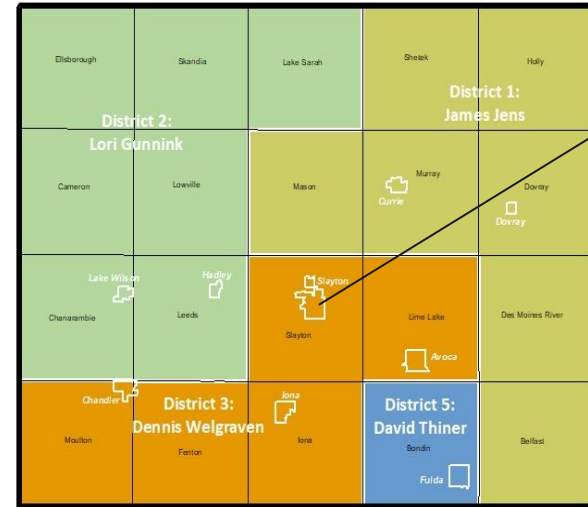 Ellsborough
Skandia
Lake Sarah
Shetek
Holly
District 2:
Lori Gunnink
District 1:
James Jens
Cameron
Lowville
Mason
Murray
Dovray
Currie
Dovray
Lake Wilson
Hadley
Slayton
Chanarambie
Leeds
Slayton
Lime Lake
Des Moines River
Avoca
Chandler
District 3:
Dennis Welgraven
Iona
District 5:
David Thiner
Moulton
Fenton
Iona
Bondin
Belfast
Fulda